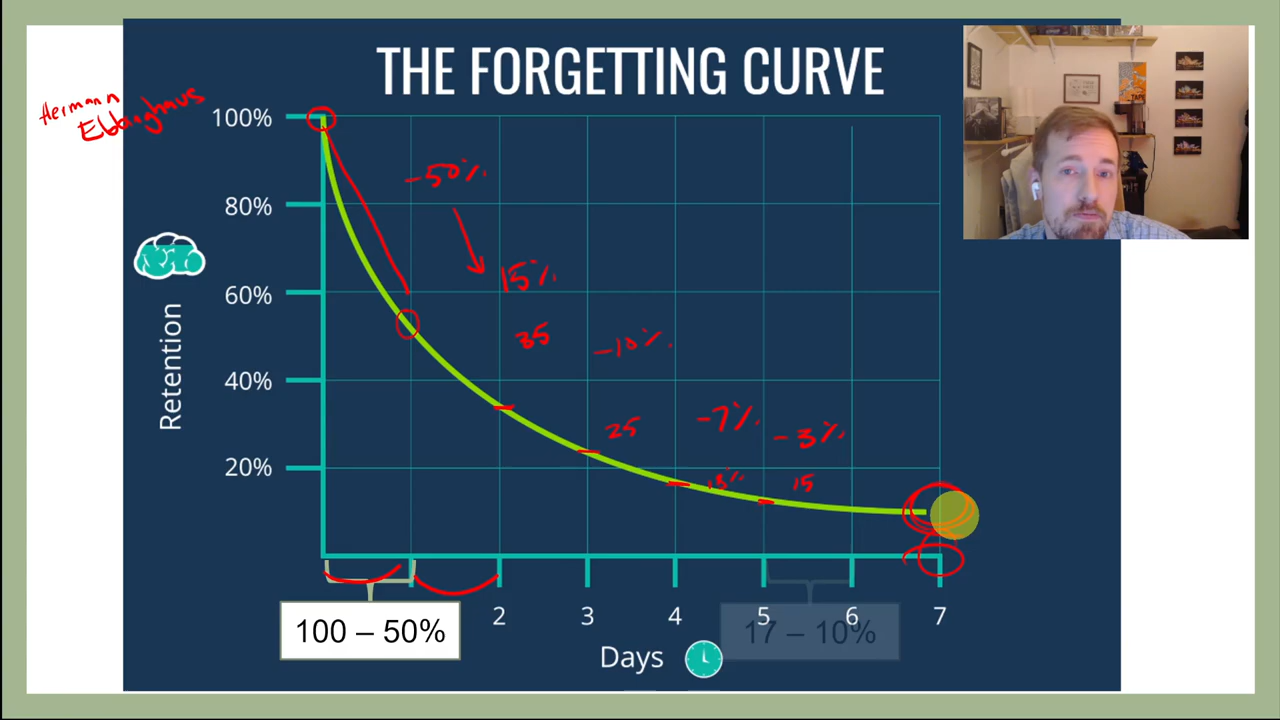 THE FORGETTING CURVE
Hermann
Ebbinghaus
100%
-50%
80%
15%
60%
35
-10%
Retention
40%
25
-7%
-3%
20%
18%
15
100 – 50%
2
3
4
5
6
7
17 – 10%
Days